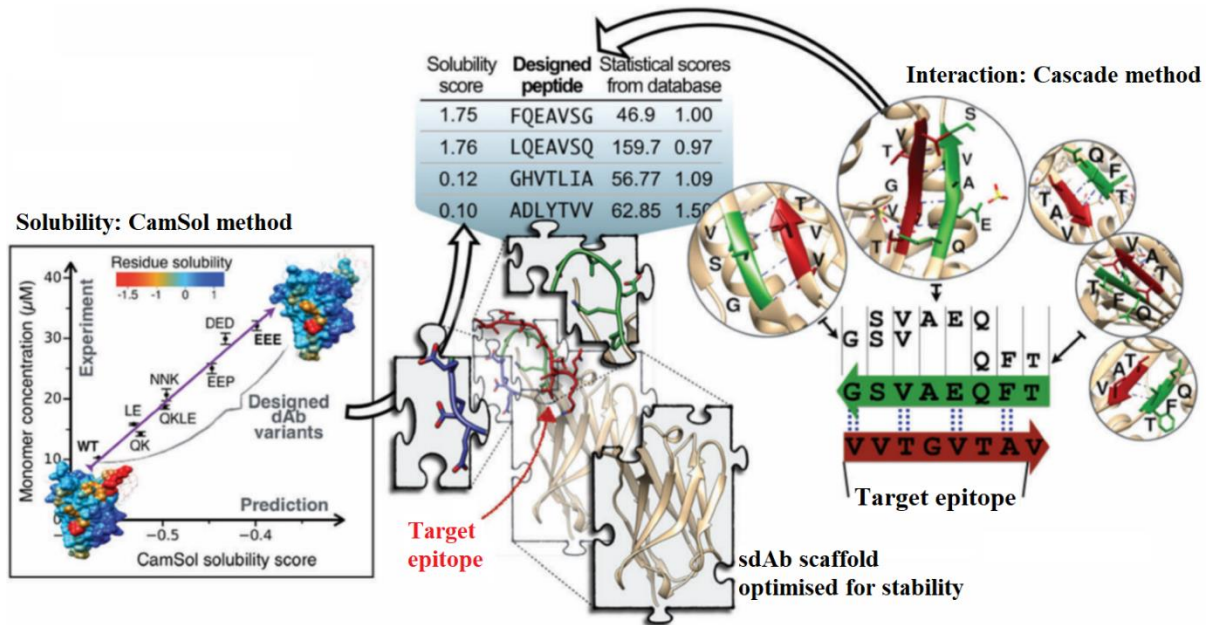 Solubility score
Designed peptide
Statistical scores from database
1.75 FQEAVSG 46.9 1.00
1.76 LQEAVSQ 159.7 0.97
0.12 GHVTLIA 56.77 1.09
0.10 ADLYTVV 62.85
Interaction: Cascade method
S
V
T
V
G
A
E
T
Q
Q
F
T
A
T
V
V
T
V
S
V
G
V
V
A
T
T
E
Q
T
A
V
Q
F
T
S V A E Q
G S V
Q F T
G S V A E Q F T
V V T G V T A V
Target epitope
Solubility: CamSol method
Residue solubility
-1.5 -1 0 1
Monomer concentration (µM)
Experiment
40
30
20
10
DED
EEE
EEP
NNK
QKLE
LE
QK
WT
Designed dAb variants
Prediction
-0.5 -0.4
CamSol solubility score
Target
epitope
sdAb scaffold
optimised for stability